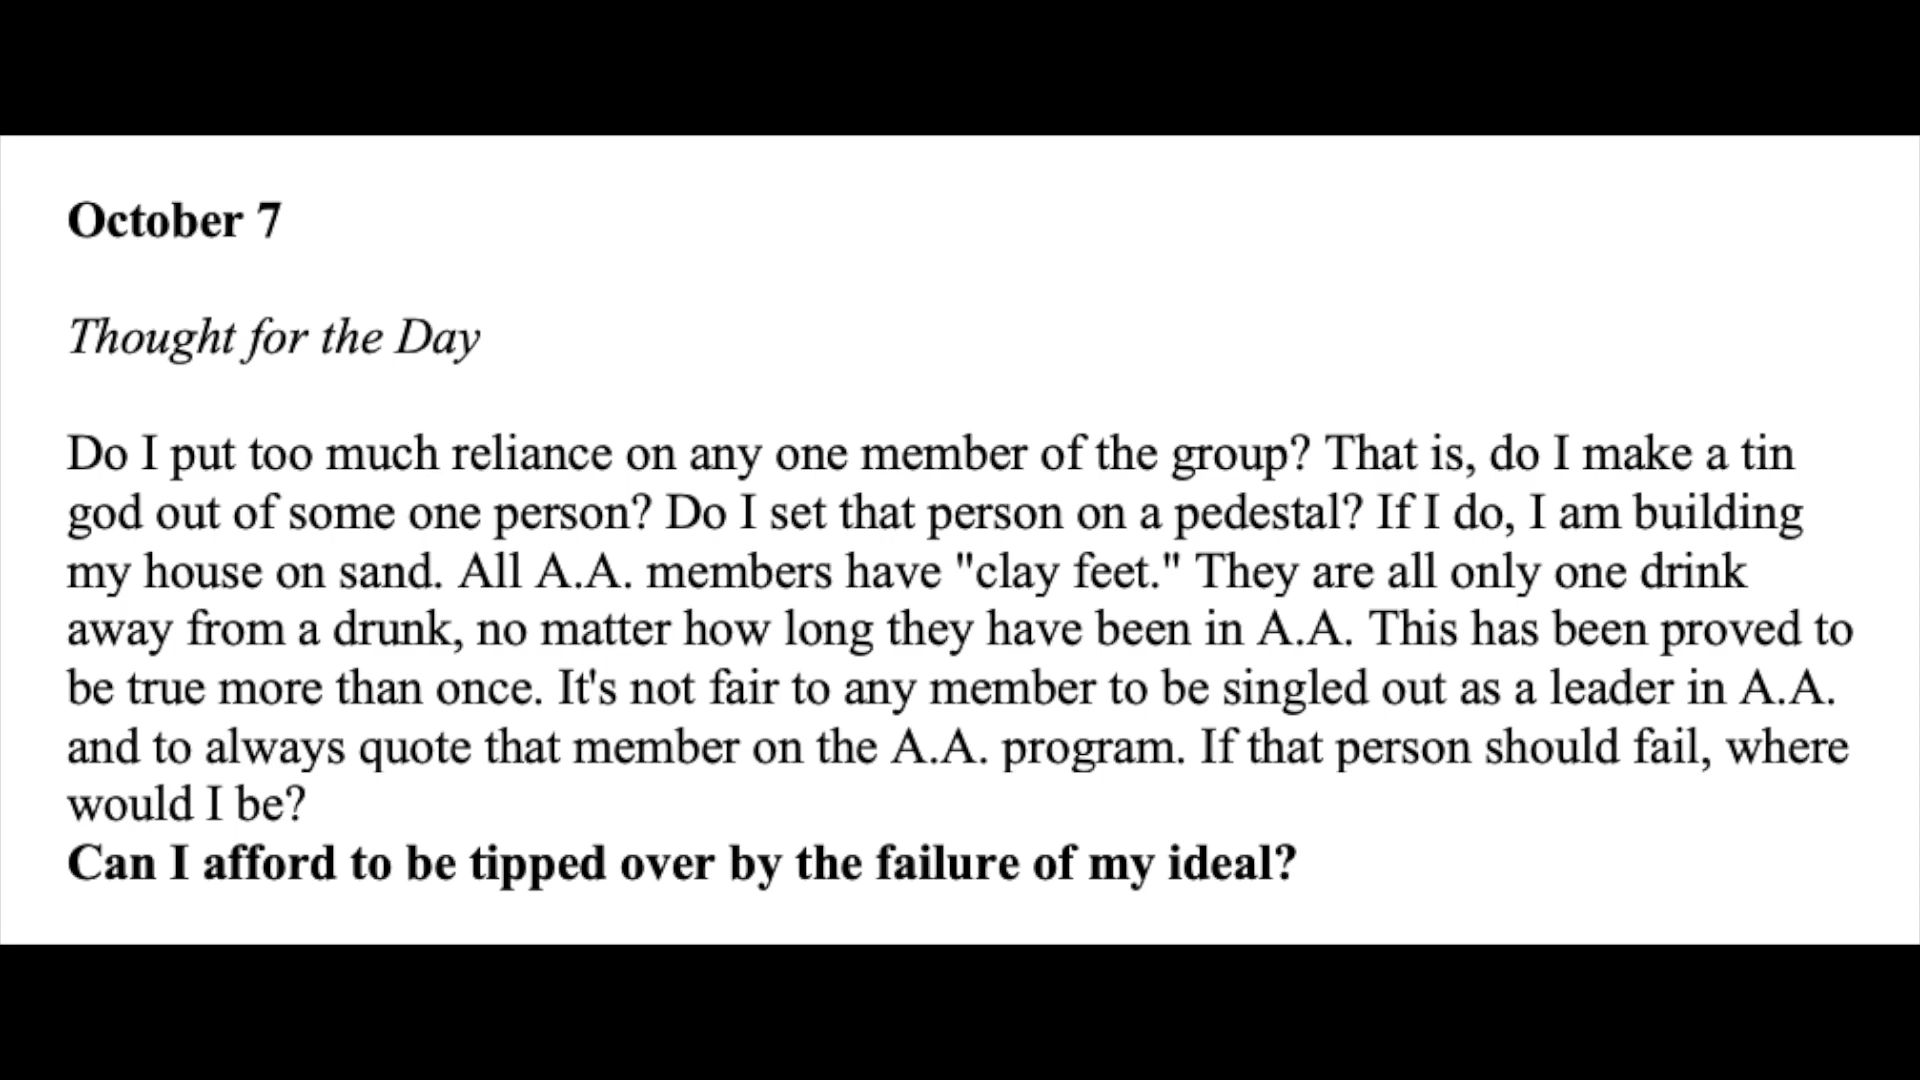 October 7
Thought for the Day
Do I put too much reliance on any one member of the group? That is, do I make a tin
god out of some one person? Do I set that person on a pedestal? If I do, I am building
my house on sand. All A.A. members have "clay feet." They are all only one drink
away from a drunk, no matter how long they have been in A.A. This has been proved to
be true more than once. It's not fair to any member to be singled out as a leader in A.A.
and to always quote that member on the A.A. program. If that person should fail, where
would I be?
Can I afford to be tipped over by the failure of my ideal?